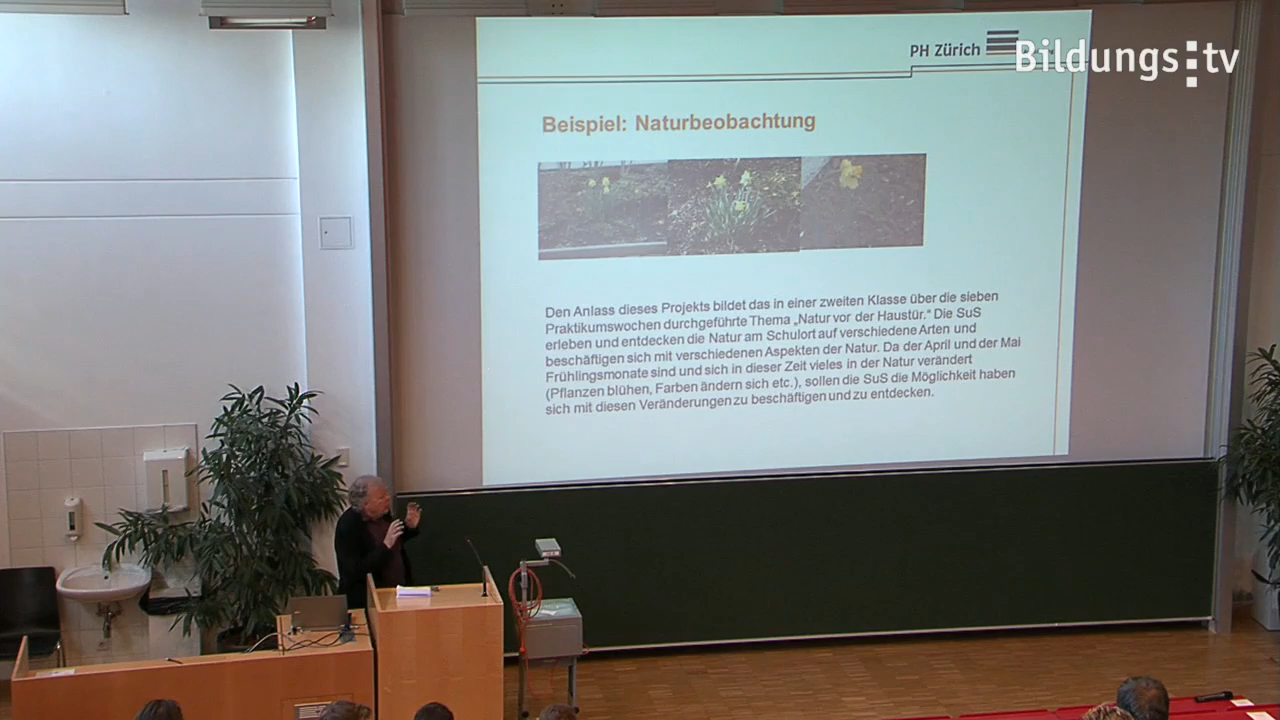 PH Zürich
Bildungs:tv
Beispiel: Naturbeobachtung
Den Anlass dieses Projekts bildet das in einer zweiten Klasse über die sieben
Praktikumswochen durchgeführte Thema „Natur vor der Haustür.“ Die SuS
erleben und entdecken die Natur am Schulort auf verschiedene Arten und
beschäftigen sich mit verschiedenen Aspekten der Natur. Da der April und der Mai
Frühlingsmonate sind und sich in dieser Zeit vieles in der Natur verändert
(Pflanzen blühen, Farben ändern sich etc.), sollen die SuS die Möglichkeit haben
sich mit diesen Veränderungen zu beschäftigen und zu entdecken.